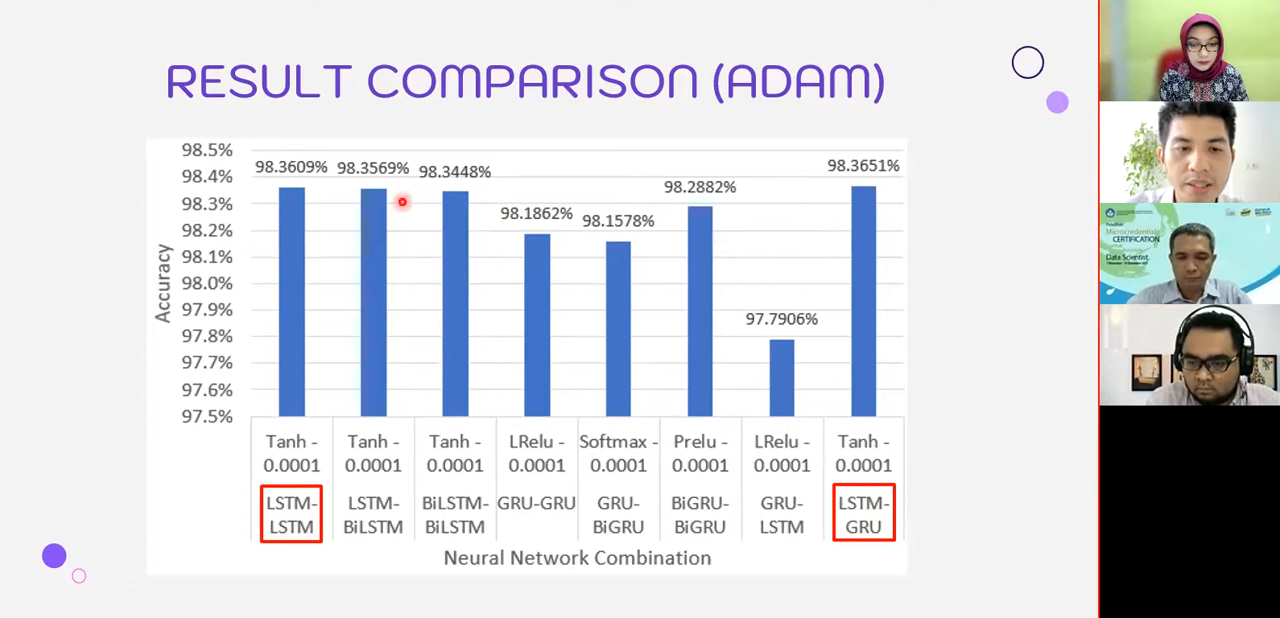 RESULT COMPARISON (ADAM)
98.5%
98.4%
98.3%
98.2%
98.1%
98.0%
97.9%
97.8%
97.7%
97.6%
97.5%
Accuracy
98.3609%
98.3569%
98.3448%
98.1862%
98.1578%
98.2882%
97.7906%
98.3651%
Tanh - 0.0001
Tanh - 0.0001
Tanh - 0.0001
LRelu - 0.0001
Softmax - 0.0001
Prelu - 0.0001
LRelu - 0.0001
Tanh - 0.0001
LSTM-LSTM
LSTM-BiLSTM
BiLSTM-BiLSTM
GRU-GRU
GRU-BiGRU
BiGRU-BiGRU
GRU-LSTM
LSTM-GRU
Neural Network Combination
Microcredential
CERTIFICATION
Data Scientist